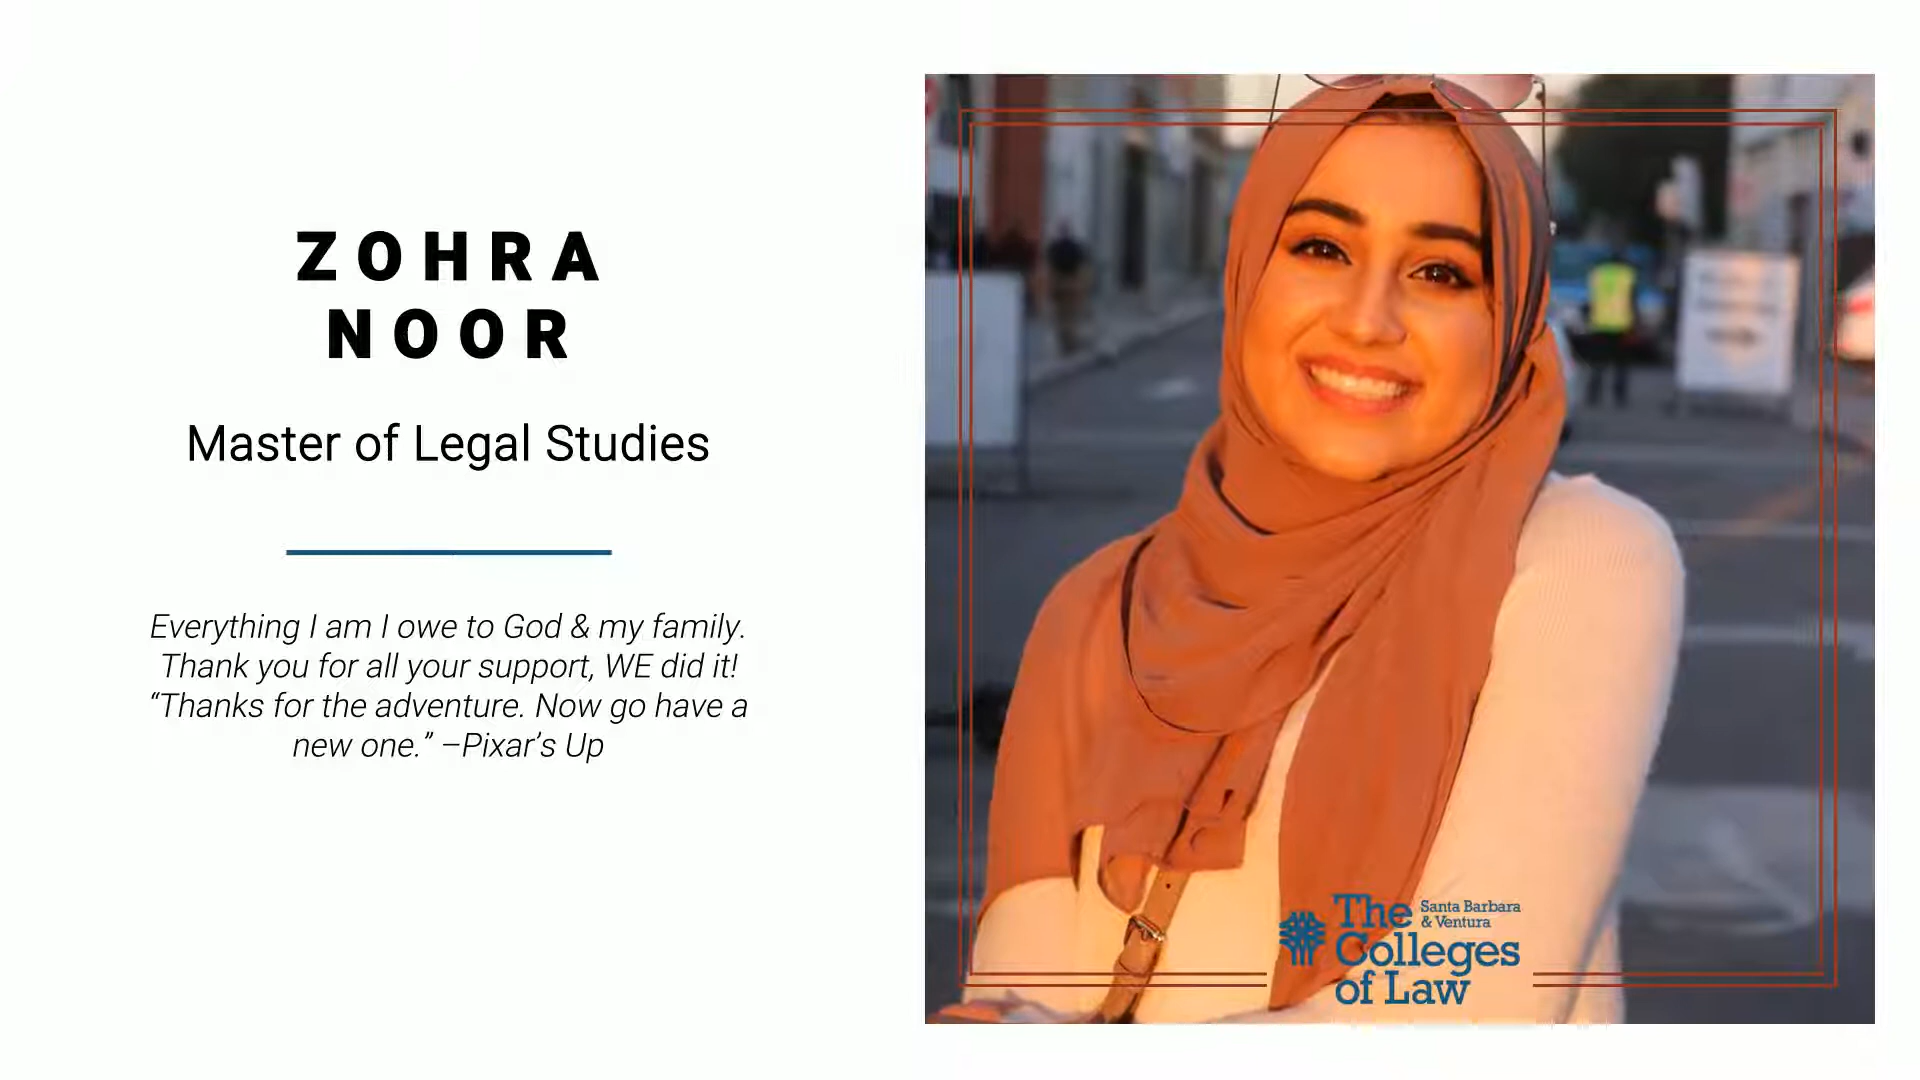 ZOHRA
NOOR
Master of Legal Studies
Everything I am I owe to God & my family.
Thank you for all your support, WE did it!
“Thanks for the adventure. Now go have a
new one.” –Pixar’s Up
The Santa Barbara
& Ventura
Colleges
of Law